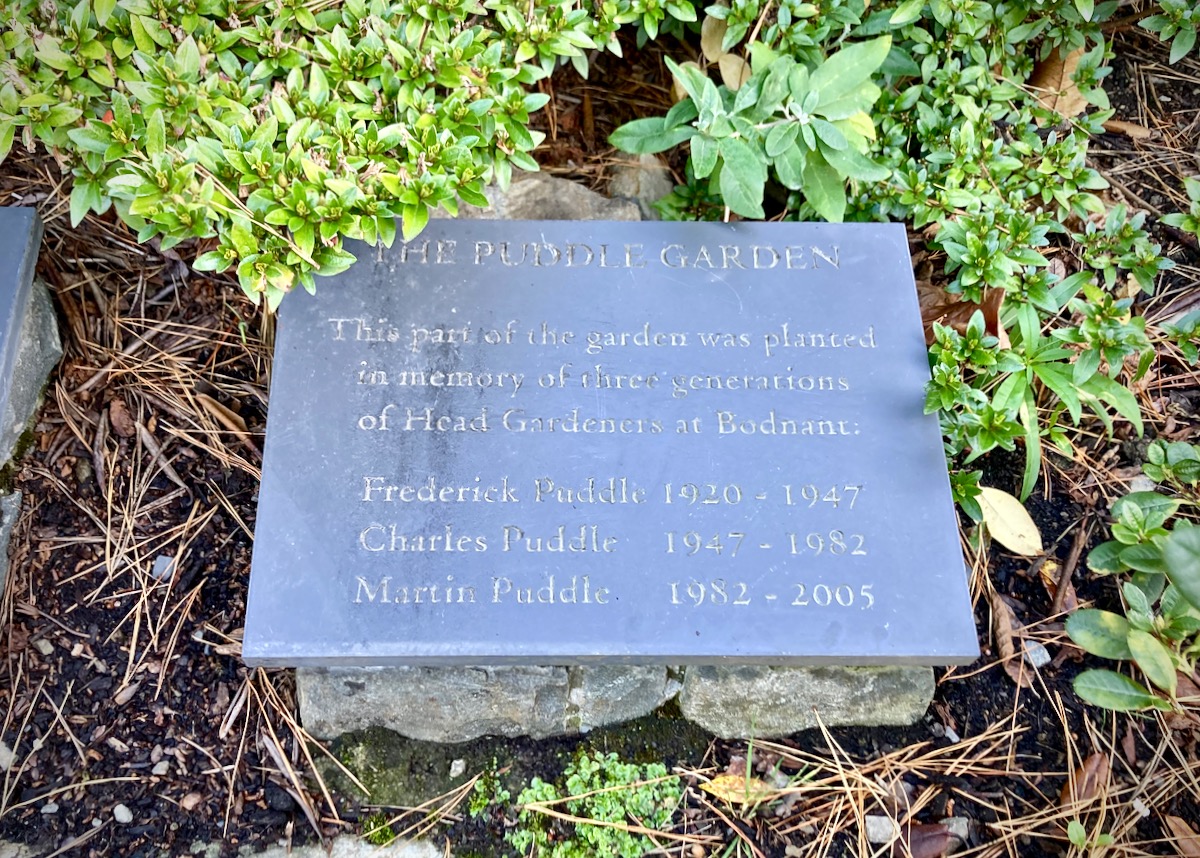 THE PUDDLE GARDEN
This part of the garden was planted
in memory of three generations
of Head Gardeners at Bodnant:
Frederick Puddle 1920 - 1947
Charles Puddle 1947 - 1982
Martin Puddle 1982 - 2005